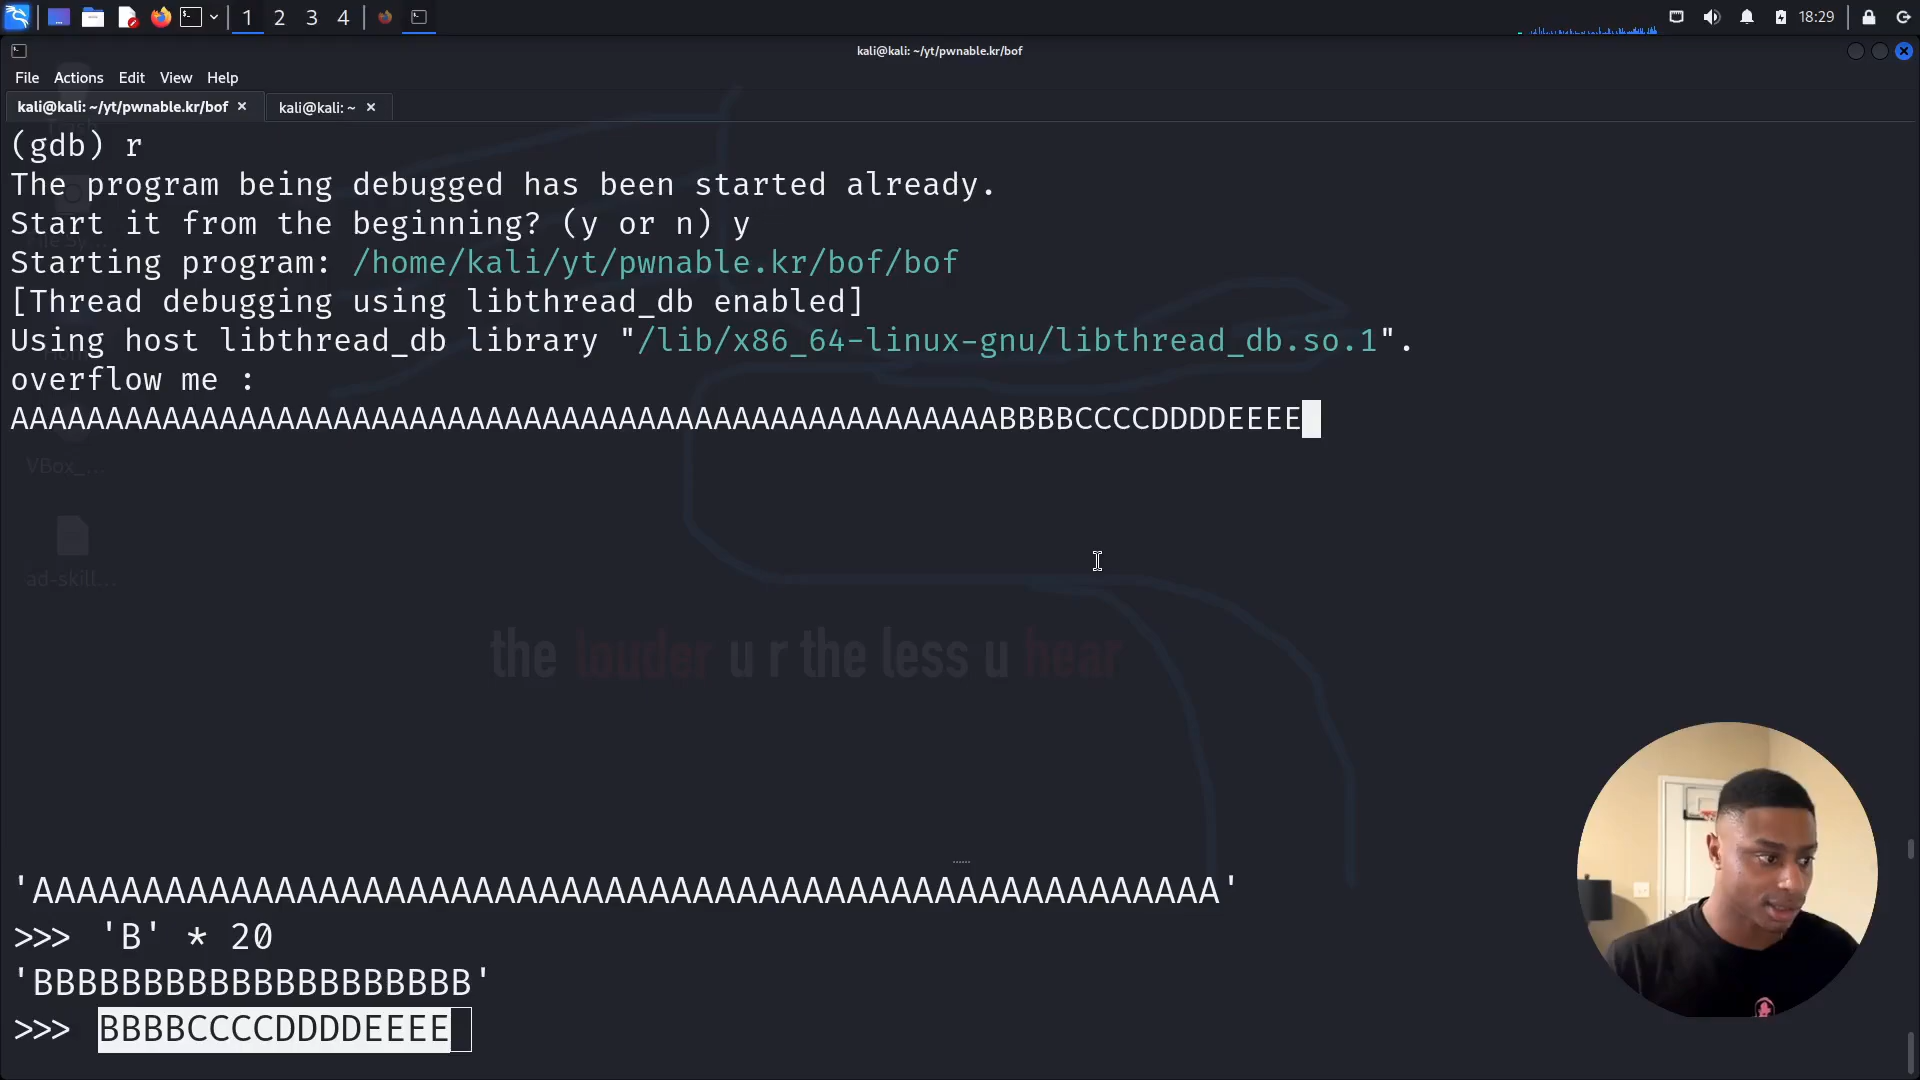 1 2 3 4
18:29
kali@kali: ~/yt/pwnable.kr/bof
File Actions Edit View Help
kali@kali: ~/yt/pwnable.kr/bof kali@kali: ~
(gdb) r
The program being debugged has been started already.
Start it from the beginning? (y or n) y
Starting program: /home/kali/yt/pwnable.kr/bof/bof
[Thread debugging using libthread_db enabled]
Using host libthread_db library "/lib/x86_64-linux-gnu/libthread_db.so.1".
overflow me :
AAAAAAAAAAAAAAAAAAAAAAAAAAAAAAAAAAAAAAAAAAAAAAAAAAAABBBBCCCCDDDDEEEE
VBox_...
ad-skill...
the louder u r the less u hear
'AAAAAAAAAAAAAAAAAAAAAAAAAAAAAAAAAAAAAAAAAAAAAAAAAAAAAA'
>>> 'B' * 20
'BBBBBBBBBBBBBBBBBBBB'
>>> BBBBCCCCDDDDEEEE